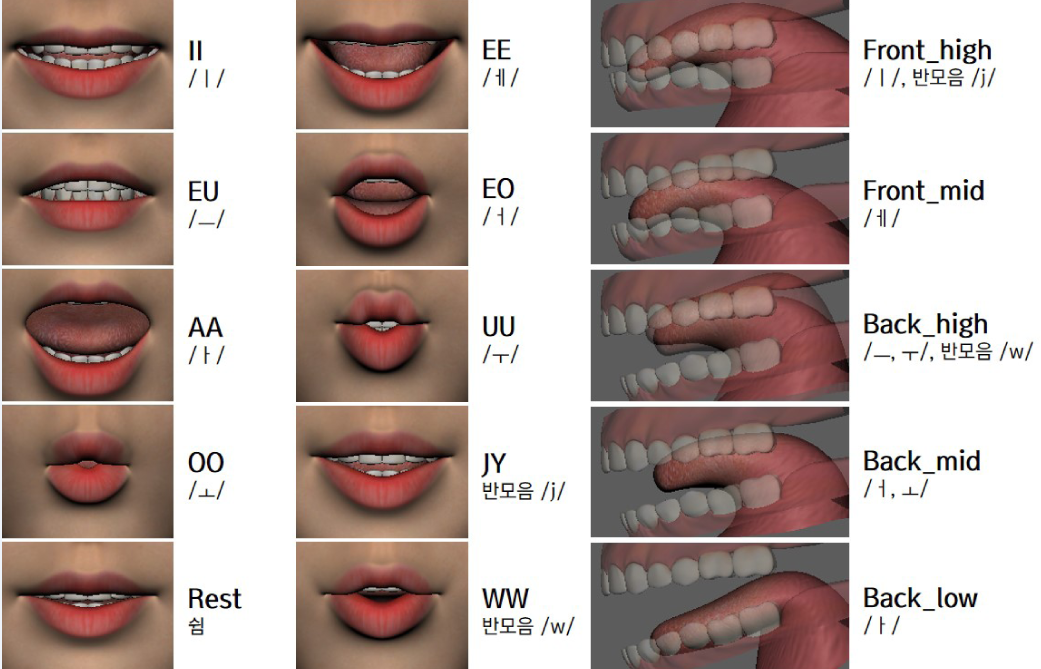 II
/ㅣ/
EE
/ㅔ/
Front_high
/ㅣ/, 반모음 /j/
EU
/ㅡ/
EO
/ㅓ/
Front_mid
/ㅔ/
AA
/ㅏ/
UU
/ㅜ/
Back_high
/ㅡ, ㅜ/, 반모음 /w/
OO
/ㅗ/
JY
반모음 /j/
Back_mid
/ㅓ, ㅗ/
Rest
쉼
WW
반모음 /w/
Back_low
/ㅏ/